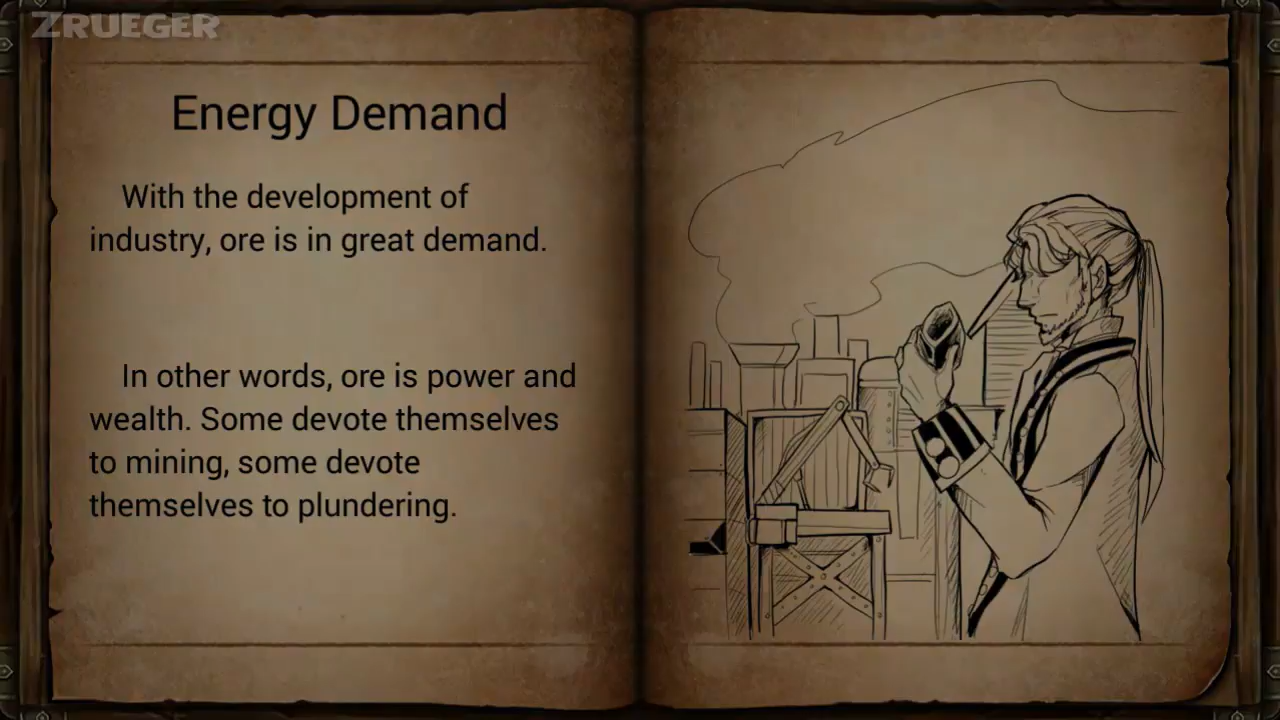 ZRUEGER
Energy Demand
With the development of
industry, ore is in great demand.
In other words, ore is power and
wealth. Some devote themselves
to mining, some devote
themselves to plundering.